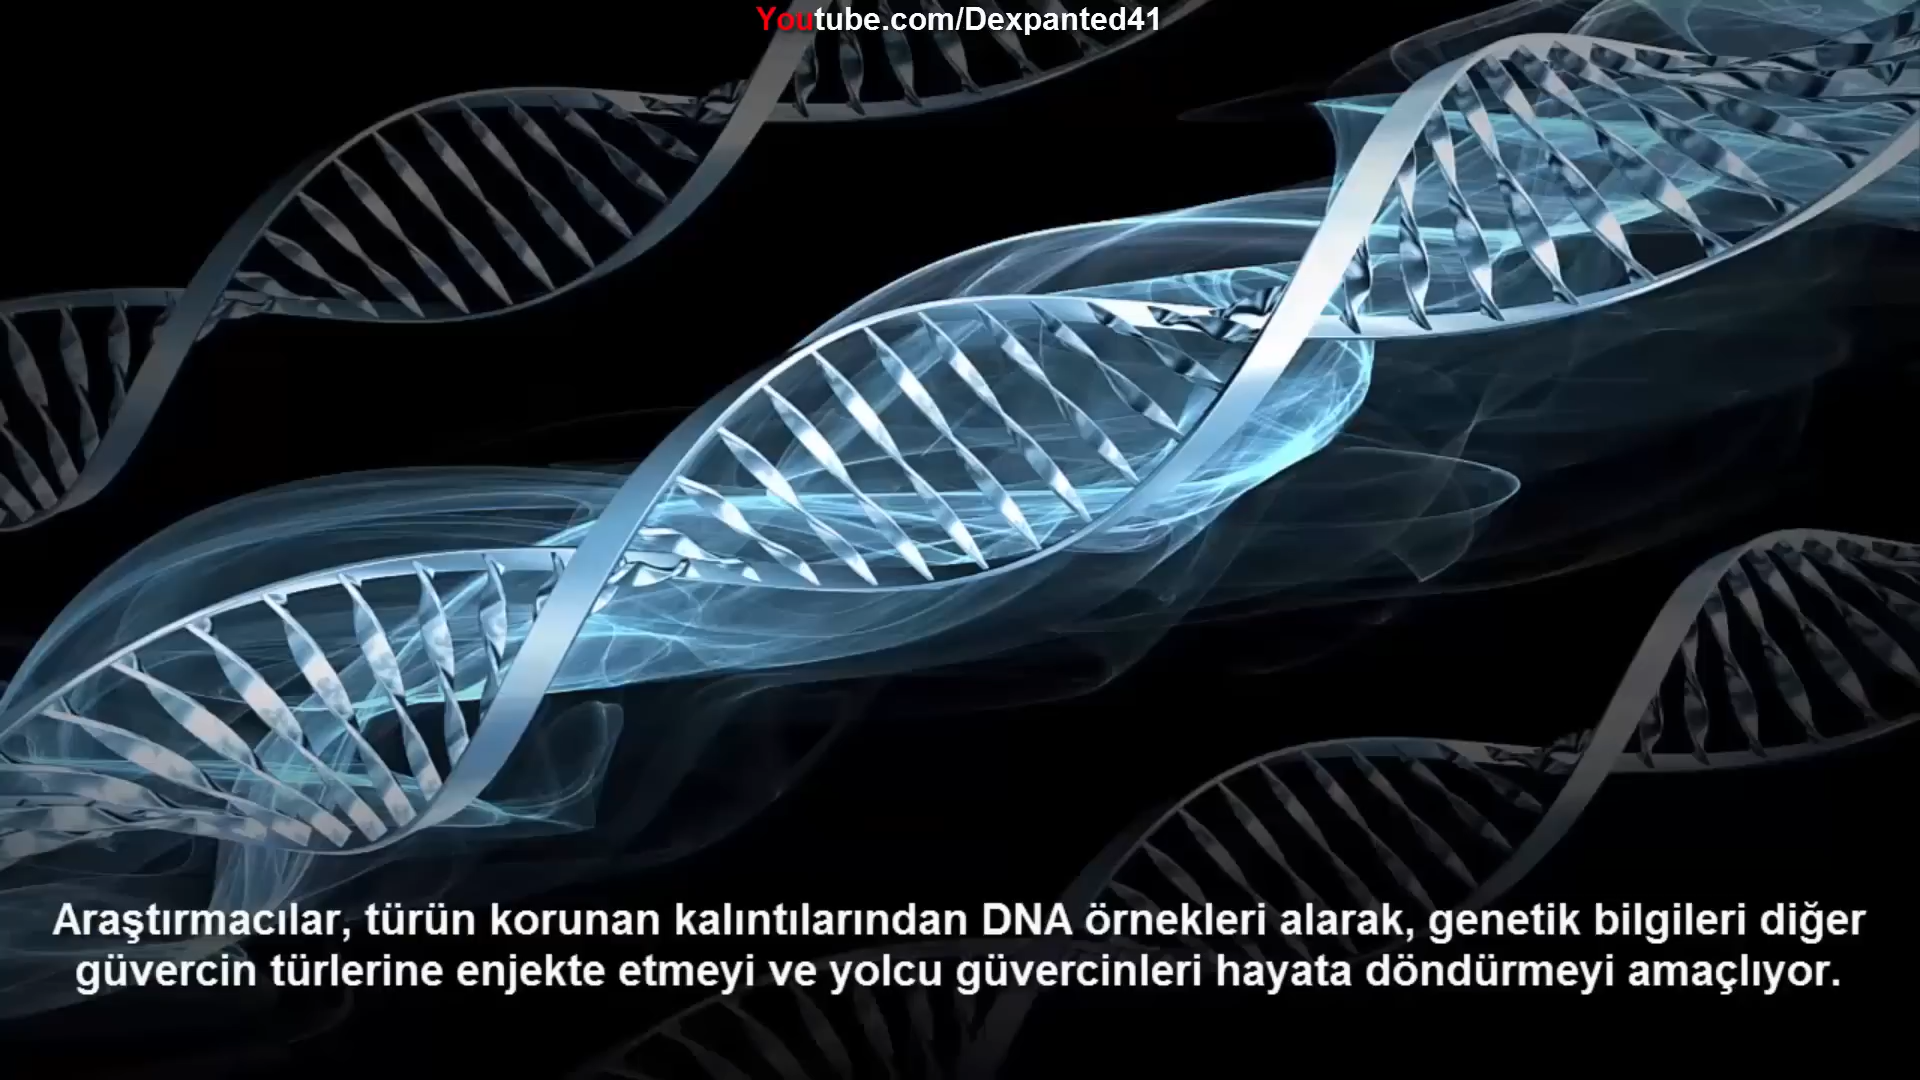 Youtube.com/Dexpanted41
Araştırmacılar, türün korunan kalıntılarından DNA örnekleri alarak, genetik bilgileri diğer
güvercin türlerine enjekte etmeyi ve yolcu güvercinleri hayata döndürmeyi amaçlıyor.